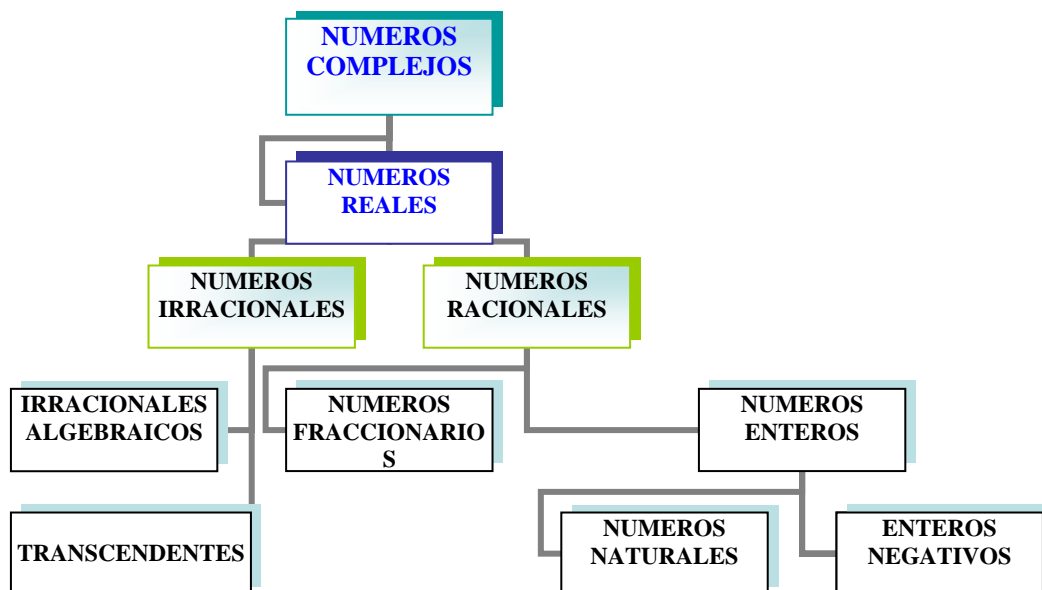 NUMEROS
COMPLEJOS
NUMEROS
REALES
NUMEROS
IRRACIONALES
NUMEROS
RACIONALES
IRRACIONALES
ALGEBRAICOS
NUMEROS
FRACCIONARIO
S
NUMEROS
ENTEROS
TRANSCENDENTES
NUMEROS
NATURALES
ENTEROS
NEGATIVOS